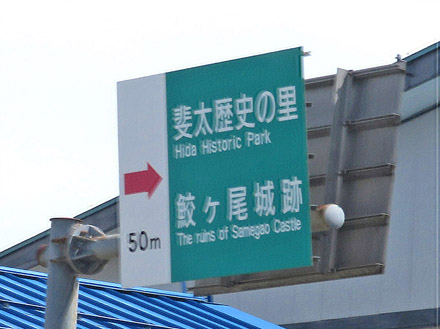 斐太歴史の里
Hida Historic Park
鮫ヶ尾城跡
The ruins of Samegao Castle
50m